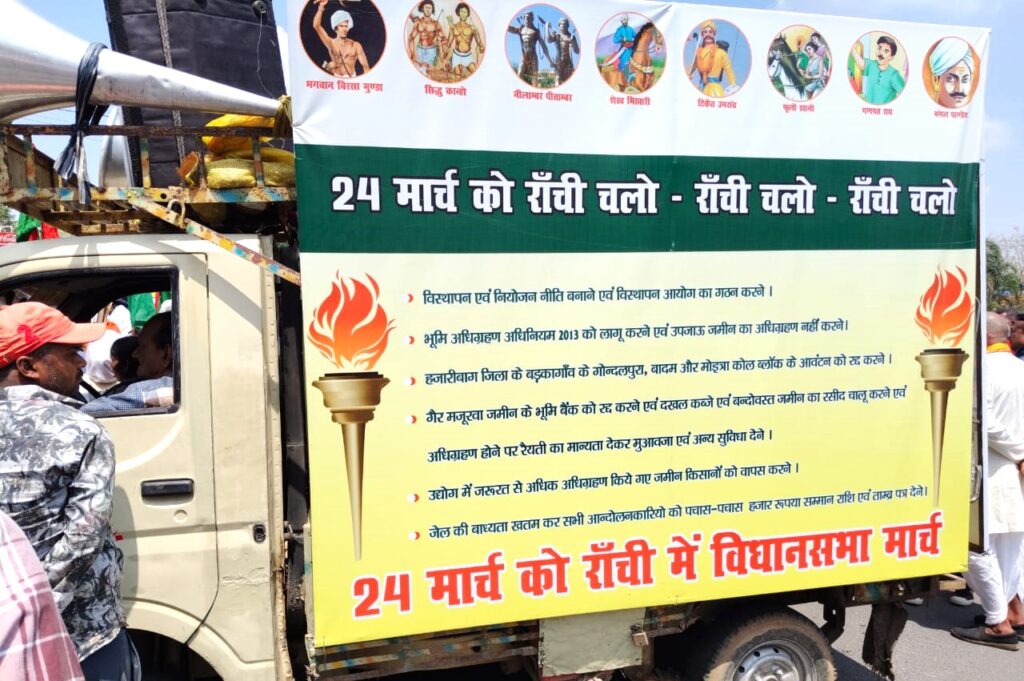 भगवान बिरसा मुण्डा
सिद्धु कान्हो
नीलाम्बर पीताम्बर
शेख भिखारी
टिकैत उमरांव
फूलो झानो
गणपत राय
मंगल पाण्डेय
24 मार्च को राँची चलो - राँची चलो - राँची चलो
विस्थापन एवं नियोजन नीति बनाने एवं विस्थापन आयोग का गठन करने ।
भूमि अधिग्रहण अधिनियम 2013 को लागू करने एवं उपजाऊ जमीन का अधिग्रहण नहीं करने।
हजारीबाग जिला के बड़कागाँव के गोन्दलपुरा, बादम और मोइत्रा कोल ब्लॉक के आवंटन को रद्द करने ।
गैर मजूरवा जमीन के भूमि बैंक को रद्द करने एवं दखल कब्जे एवं बन्दोवस्त जमीन का रसीद चालू करने एवं
अधिग्रहण होने पर रैयती का मान्यता देकर मुआवजा एवं अन्य सुविधा देने ।
उद्योग में जरूरत से अधिक अधिग्रहण किये गए जमीन किसानों को वापस करने ।
जेल की बाध्यता खतम कर सभी आन्दोलनकारियो को पचास-पचास हजार रूपया सम्मान राशि एवं ताम्र पत्र देने।
24 मार्च को राँची में विधानसभा मार्च